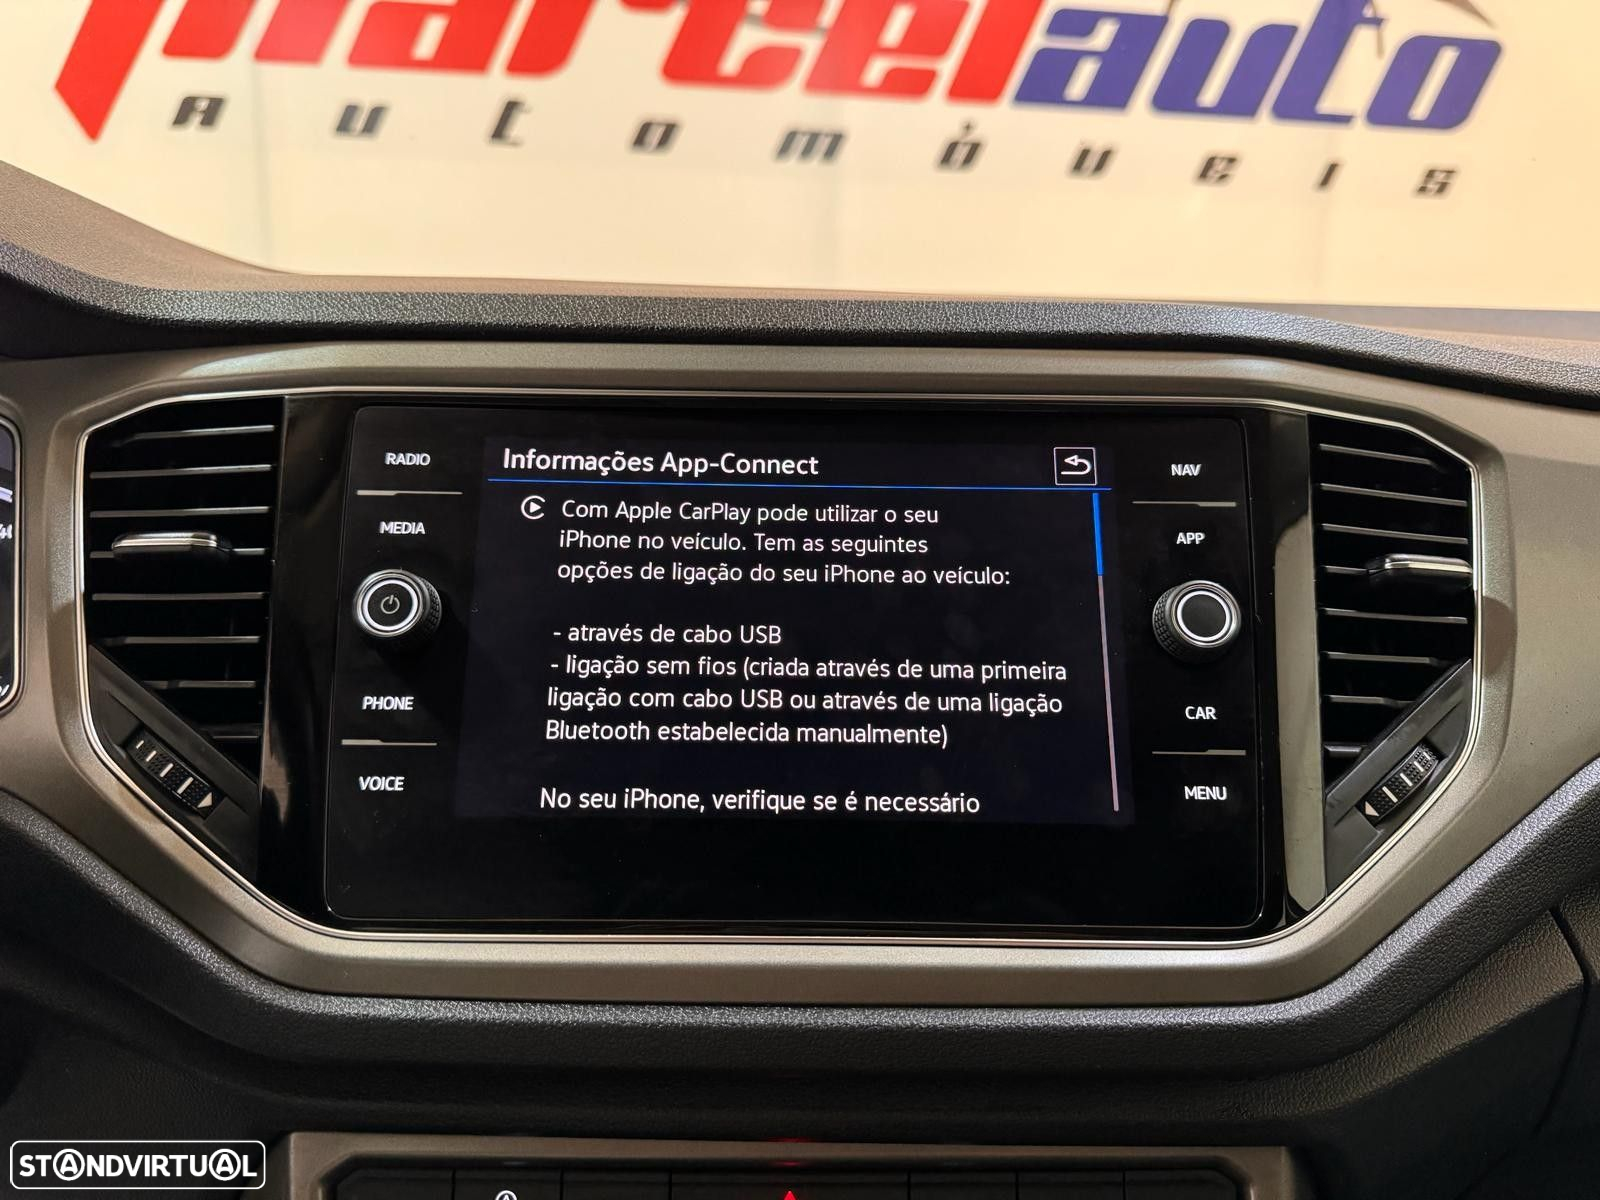 marcelauto
automóveis
RADIO
MEDIA
PHONE
VOICE
Informações App-Connect
Com Apple CarPlay pode utilizar o seu
iPhone no veículo. Tem as seguintes
opções de ligação do seu iPhone ao veículo:
- através de cabo USB
- ligação sem fios (criada através de uma primeira
ligação com cabo USB ou através de uma ligação
Bluetooth estabelecida manualmente)
No seu iPhone, verifique se é necessário
NAV
APP
CAR
MENU
STANDVIRTUAL